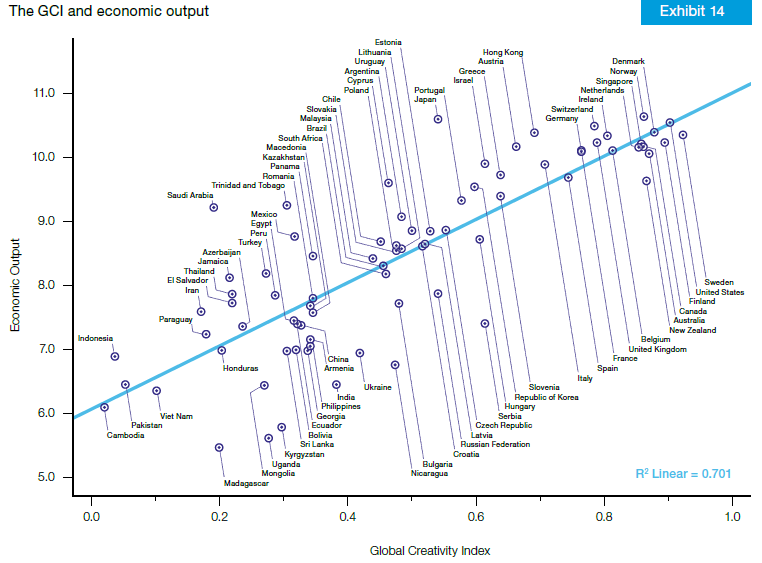 The GCI and economic output
Exhibit 14
Economic Output
11.0
10.0
9.0
8.0
7.0
6.0
5.0
Estonia
Lithuania
Uruguay
Argentina
Cyprus
Poland
Chile
Slovakia
Malaysia
Brazil
South Africa
Macedonia
Kazakhstan
Panama
Romania
Trinidad and Tobago
Saudi Arabia
Mexico
Egypt
Peru
Turkey
Azerbaijan
Jamaica
Thailand
El Salvador
Iran
Paraguay
Indonesia
Hong Kong
Austria
Greece
Israel
Portugal
Japan
Denmark
Norway
Singapore
Netherlands
Ireland
Switzerland
Germany
Sweden
United States
Finland
Canada
Australia
New Zealand
Belgium
United Kingdom
France
Spain
Italy
Slovenia
Republic of Korea
Hungary
Serbia
Czech Republic
Latvia
Russian Federation
Croatia
Bulgaria
Nicaragua
China
Armenia
Ukraine
India
Philippines
Georgia
Ecuador
Bolivia
Sri Lanka
Kyrgyzstan
Uganda
Mongolia
Madagascar
Honduras
Viet Nam
Pakistan
Cambodia
R² Linear = 0.701
0.0
0.2
0.4
0.6
0.8
1.0
Global Creativity Index